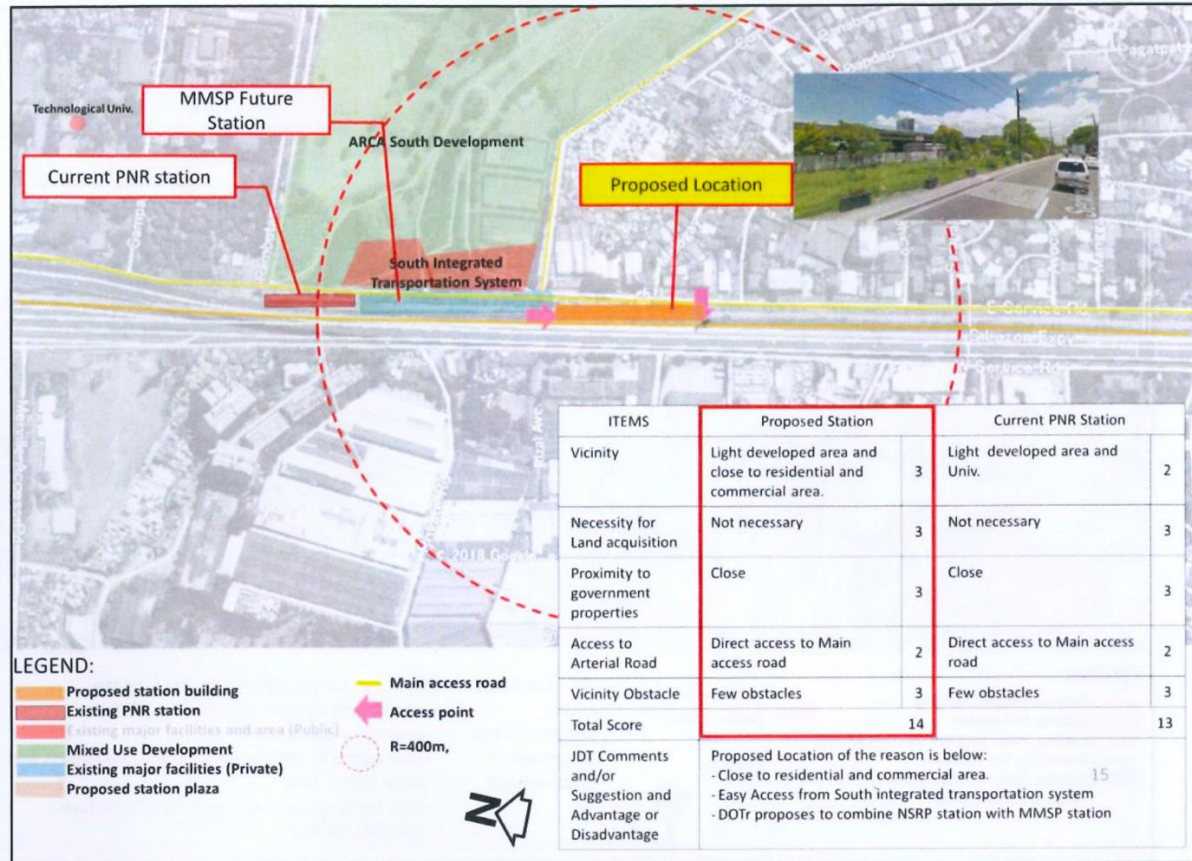 Technological Univ.
MMSP Future
Station
ARCA South Development
Current PNR station
Proposed Location
South Integrated
Transportation System
C-Service Rd
© 2018 Google
ITEMS Proposed Station Current PNR Station
Vicinity Light developed area and close to residential and commercial area. 3 Light developed area and Univ. 2
Necessity for Land acquisition Not necessary 3 Not necessary 3
Proximity to government properties Close 3 Close 3
Access to Arterial Road Direct access to Main access road 2 Direct access to Main access road 2
Vicinity Obstacle Few obstacles 3 Few obstacles 3
Total Score 14 13
JDT Comments and/or Suggestion and Advantage or Disadvantage
Proposed Location of the reason is below:
- Close to residential and commercial area.
- Easy Access from South integrated transportation system
- DOTr proposes to combine NSRP station with MMSP station
15
LEGEND:
Proposed station building
Existing PNR station
Existing major facilities and area (Public)
Mixed Use Development
Existing major facilities (Private)
Proposed station plaza
Main access road
Access point
R=400m,
N